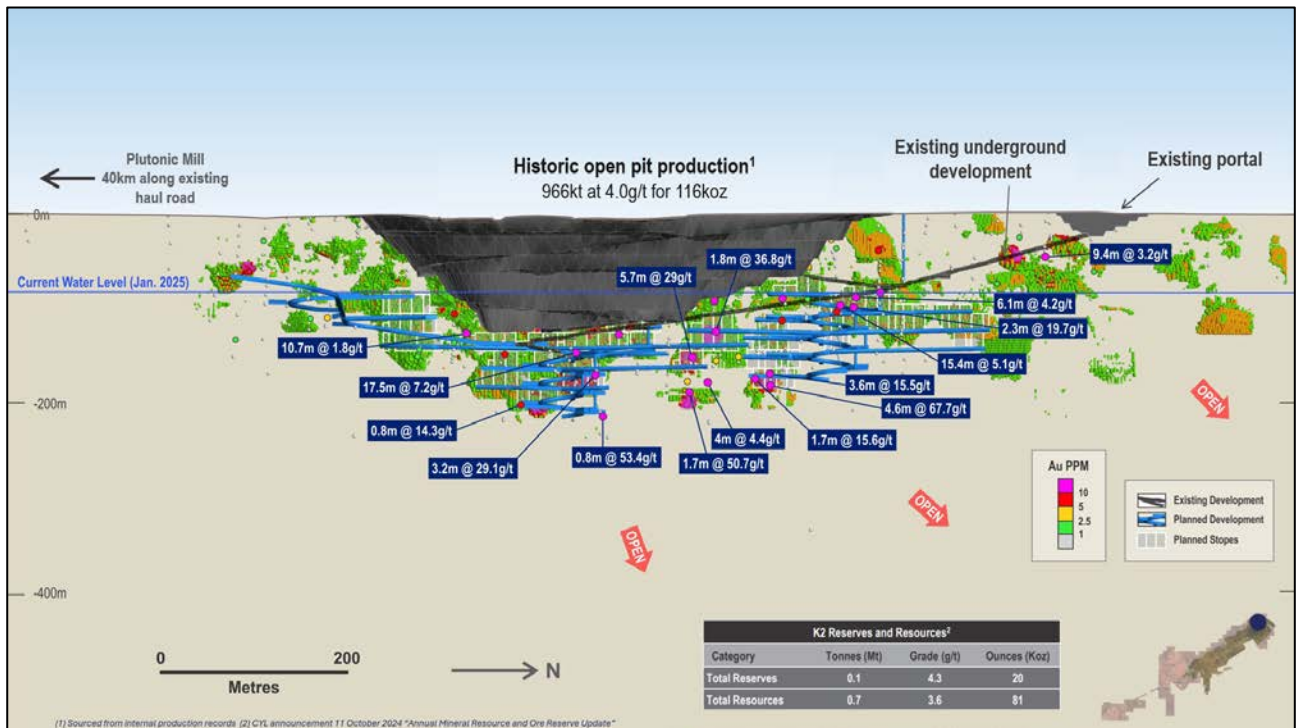 Plutonic Mill
40km along existing
haul road
Historic open pit production1
966kt at 4.0g/t for 116koz
Existing underground
development
Existing portal
0m
Current Water Level (Jan. 2025)
1.8m @ 36.8g/t
5.7m @ 29g/t
9.4m @ 3.2g/t
6.1m @ 4.2g/t
2.3m @ 19.7g/t
10.7m @ 1.8g/t
15.4m @ 5.1g/t
17.5m @ 7.2g/t
3.6m @ 15.5g/t
-200m
4.6m @ 67.7g/t
0.8m @ 14.3g/t
4m @ 4.4g/t
1.7m @ 15.6g/t
3.2m @ 29.1g/t
0.8m @ 53.4g/t
1.7m @ 50.7g/t
OPEN
OPEN
OPEN
Au PPM
10
5
2.5
1
Existing Development
Planned Development
Planned Stopes
-400m
K2 Reserves and Resources2
Category Tonnes (Mt) Grade (g/t) Ounces (Koz)
Total Reserves 0.1 4.3 20
Total Resources 0.7 3.6 81
0 200
Metres
N
(1) Sourced from internal production records (2) CYL announcement 11 October 2024 "Annual Mineral Resource and Ore Reserve Update"